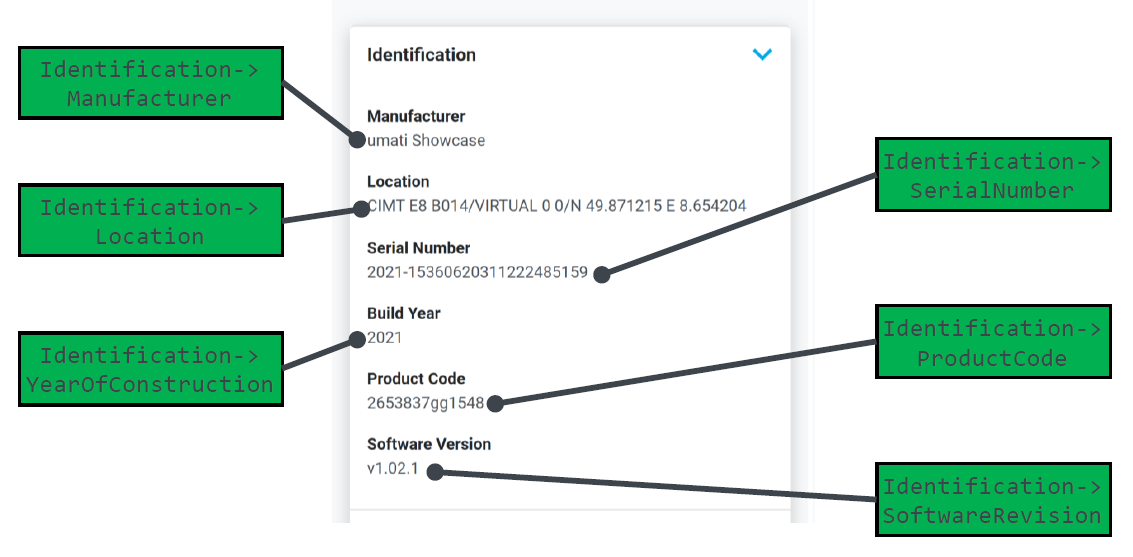 Identification->
Manufacturer
Identification->
Location
Identification->
YearOfConstruction
Identification
Manufacturer
umati Showcase
Location
CIMT E8 B014/VIRTUAL 0 0/N 49.871215 E 8.654204
Serial Number
2021-15360620311222485159
Build Year
2021
Product Code
2653837gg1548
Software Version
v1.02.1
Identification->
SerialNumber
Identification->
ProductCode
Identification->
SoftwareRevision